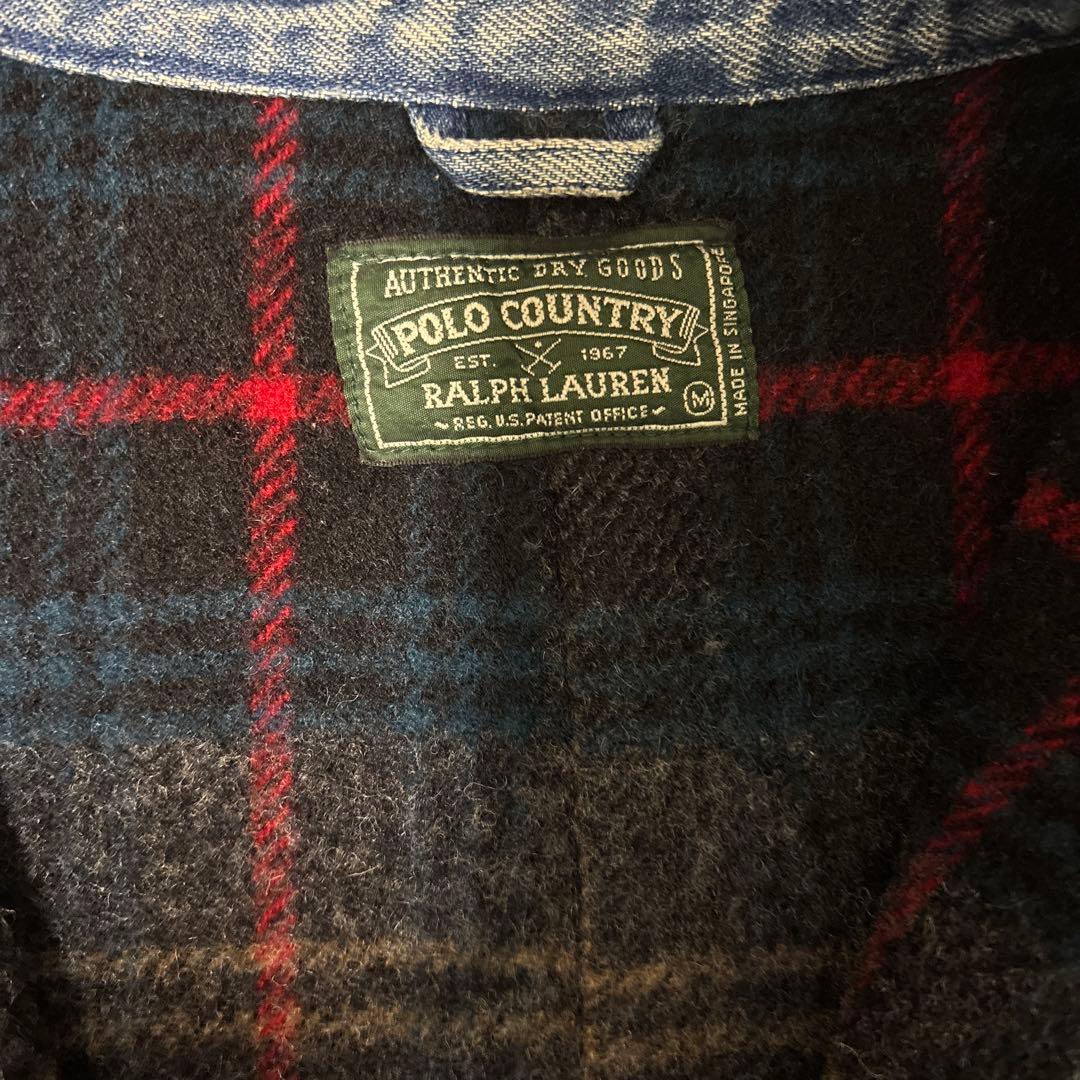 AUTHENTIC DRY GOODS
POLO COUNTRY
EST. 1967
RALPH LAUREN
REG. U.S. PATENT OFFICE
M
MADE IN SINGAPORE